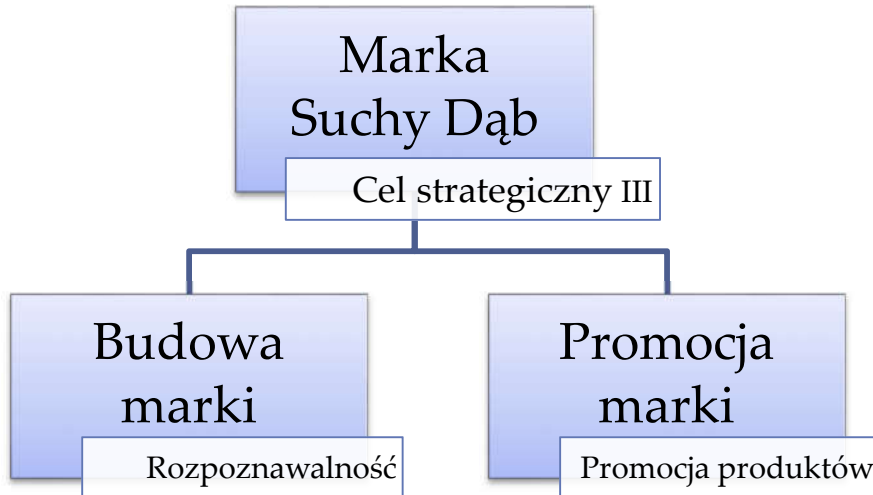 Marka
Suchy Dąb
Cel strategiczny III
Budowa
marki
Rozpoznawalność
Promocja
marki
Promocja produktów